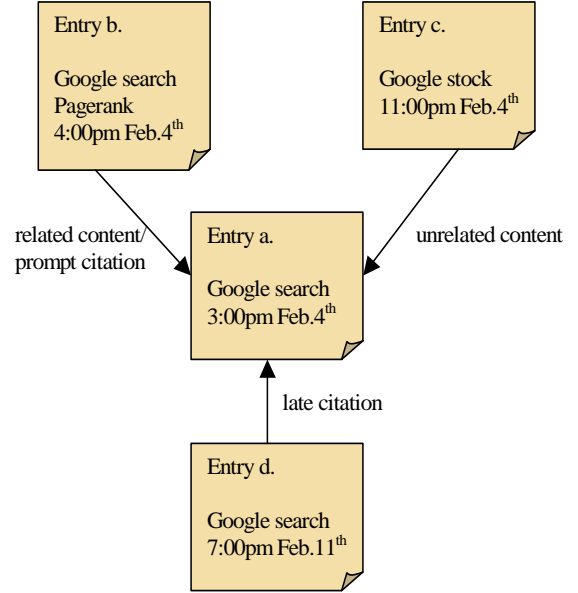 Entry b.
Google search
Pagerank
4:00pm Feb.4th
Entry c.
Google stock
11:00pm Feb.4th
related content/
prompt citation
unrelated content
Entry a.
Google search
3:00pm Feb.4th
late citation
Entry d.
Google search
7:00pm Feb.11th